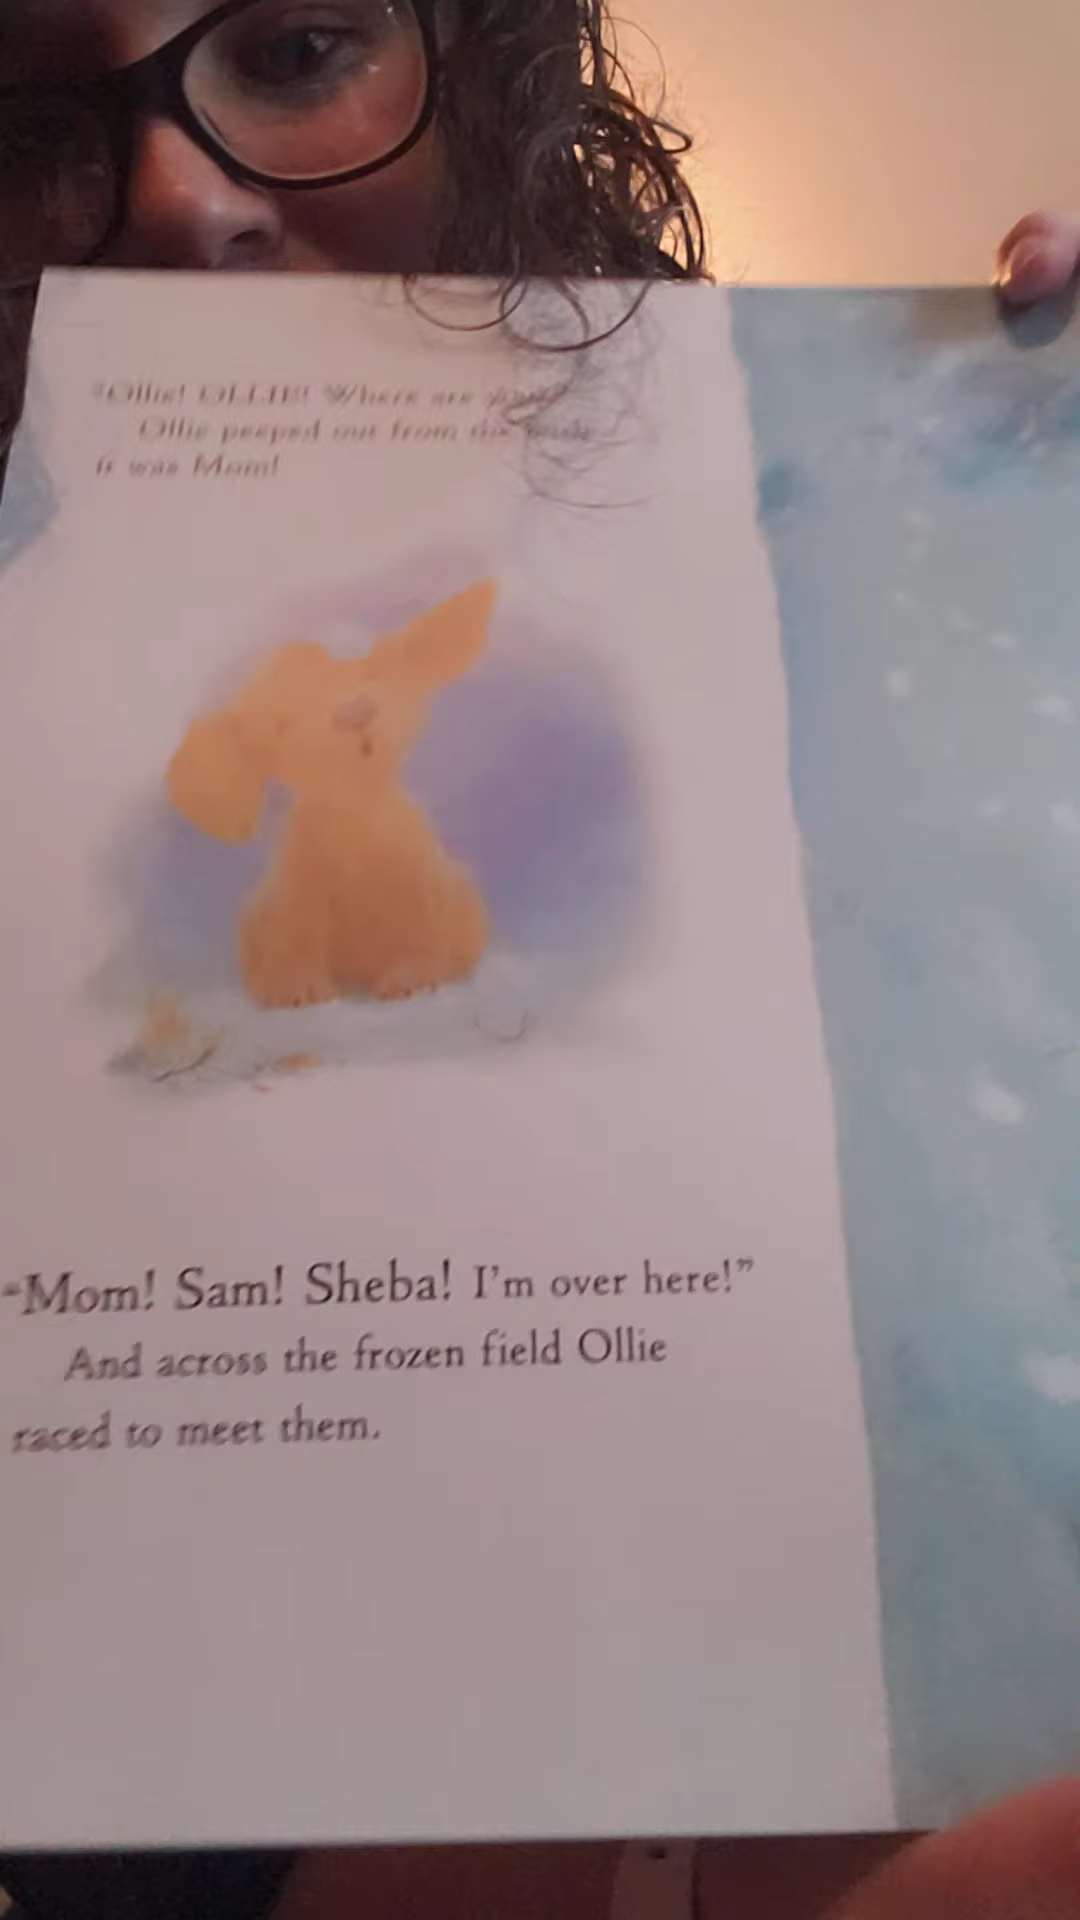 "Ollie! OLLIE! Where are you?"
Ollie peeped out from the
It was Mom!
"Mom! Sam! Sheba! I'm over here!"
And across the frozen field Ollie
raced to meet them.